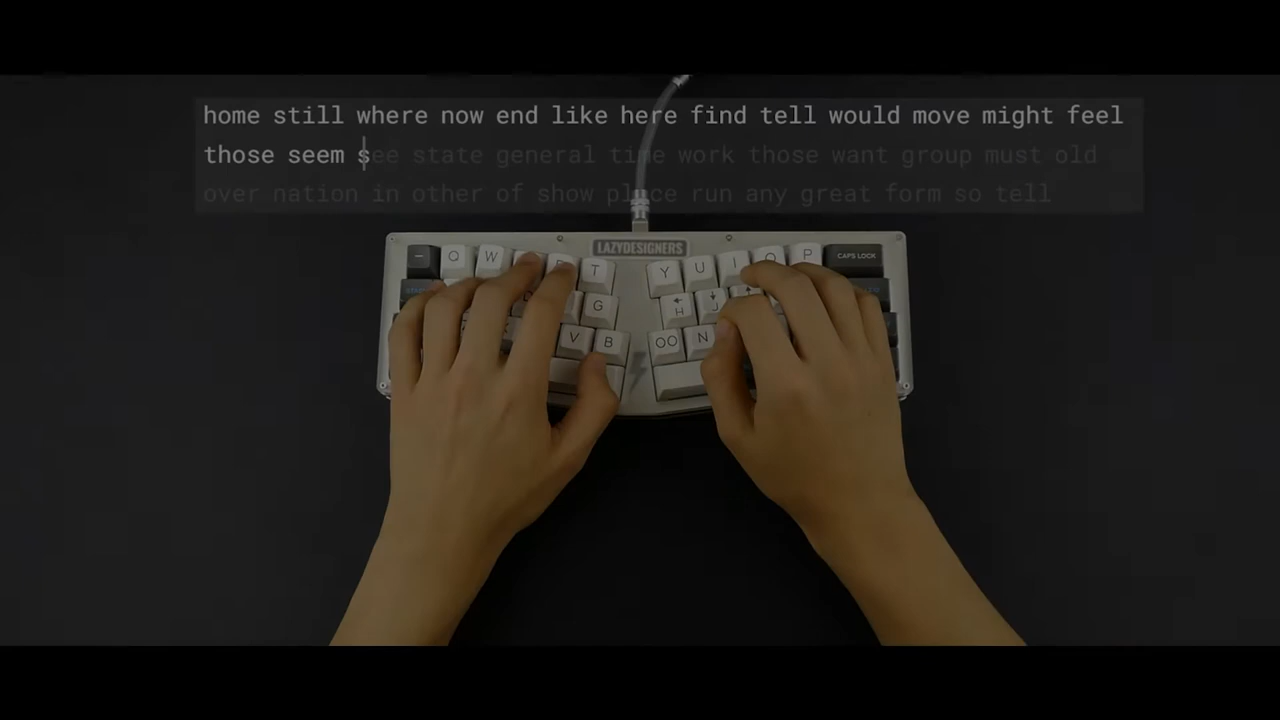 home still where now end like here find tell would move might feel
those seem see state general time work those want group must old
over nation in other of show place run any great form so tell
LAZYDESIGNERS
Q W T Y U I O P CAPS LOCK
G H J
V B OO N